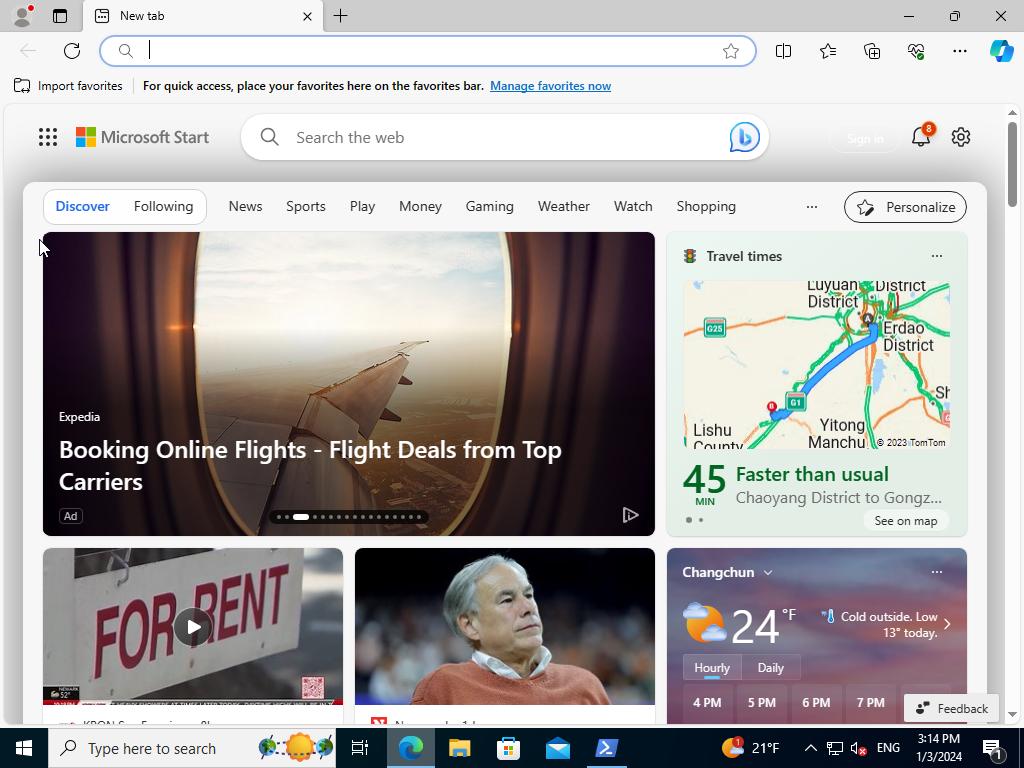 New tab
Import favorites
For quick access, place your favorites here on the favorites bar. Manage favorites now
Microsoft Start
Search the web
Sign in
8
Discover
Following
News
Sports
Play
Money
Gaming
Weather
Watch
Shopping
Personalize
Expedia
Booking Online Flights - Flight Deals from Top
Carriers
Ad
Travel times
Luyuan District
District
G25
Erdao
District
G1
Lishu
County
Yitong
Manchu
© 2023 TomTom
45
MIN
Faster than usual
Chaoyang District to Gongz...
See on map
FOR RENT
NEWARK
52°
Changchun
24 °F
Cold outside. Low
13° today.
Hourly
Daily
4 PM
5 PM
6 PM
7 PM
Feedback
Type here to search
1
21°F
ENG
3:14 PM
1/3/2024
1